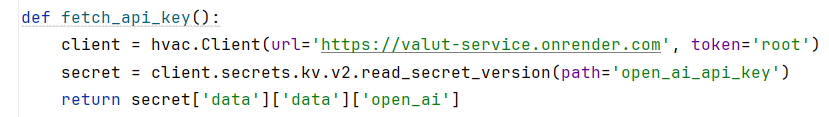 def fetch_api_key():
    client = hvac.Client(url='https://valut-service.onrender.com', token='root')
    secret = client.secrets.kv.v2.read_secret_version(path='open_ai_api_key')
    return secret['data']['data']['open_ai']